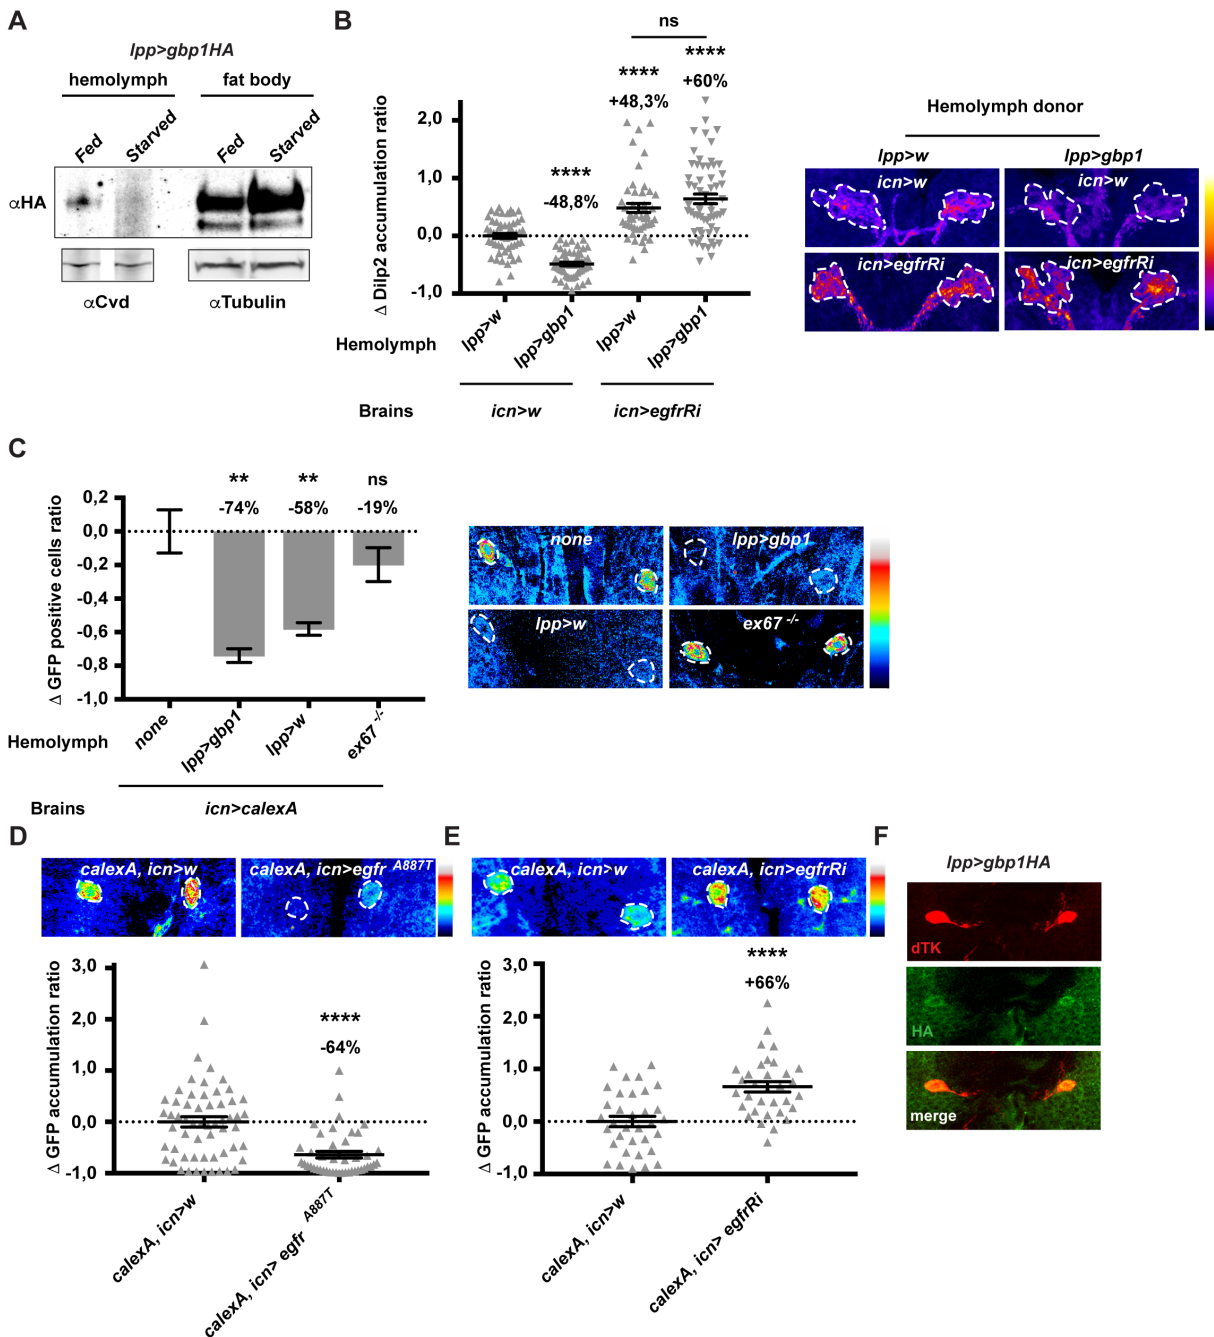 A
lpp>gbp1HA
hemolymph
fat body
Fed
Starved
Fed
Starved
αHA
αCvd
αTubulin
B
ns
****
+60%
****
+48,3%
****
-48,8%
Δ Dilp2 accumulation ratio
2,0
1,0
0,0
-1,0
Hemolymph
lpp>w
lpp>gbp1
lpp>w
lpp>gbp1
Brains
icn>w
icn>egfrRi
Hemolymph donor
lpp>w
lpp>gbp1
icn>w
icn>w
icn>egfrRi
icn>egfrRi
C
** ** ns
-74% -58% -19%
Δ GFP positive cells ratio
0,2
0,0
-0,2
-0,4
-0,6
-0,8
-1,0
Hemolymph
none
lpp>gbp1
lpp>w
ex67-/-
Brains
icn>calexA
none
lpp>gbp1
lpp>w
ex67 -/-
D
calexA, icn>w
calexA, icn>egfr A887T
Δ GFP accumulation ratio
3,0
2,0
1,0
0,0
-1,0
****
-64%
calexA, icn>w
calexA, icn> egfr A887T
E
calexA, icn>w
calexA, icn>egfrRi
Δ GFP accumulation ratio
3,0
2,0
1,0
0,0
-1,0
****
+66%
calexA, icn>w
calexA, icn> egfrRi
F
lpp>gbp1HA
dTK
HA
merge